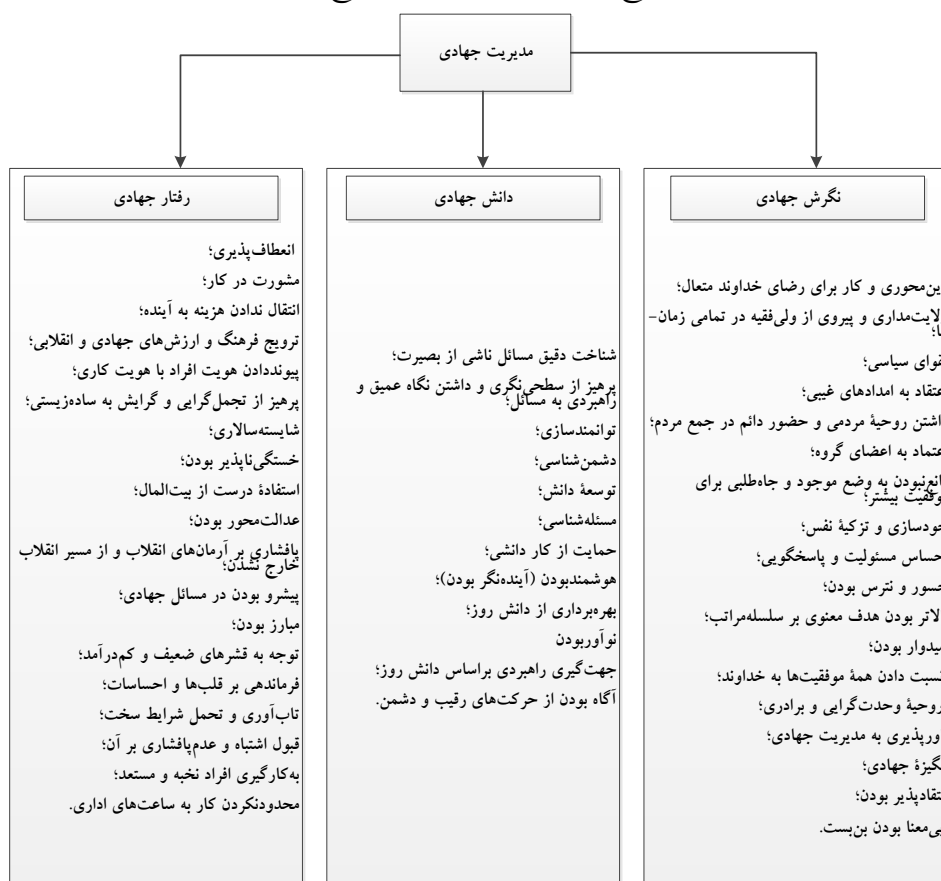 مدیریت جهادی
نگرش جهادی
ین‌محوری و کار برای رضای خداوند متعال؛
لایت‌مداری و پیروی از ولی‌فقیه در تمامی زمان-
ا؛
قوای سیاسی؛
عتقاد به امدادهای غیبی؛
اشتن روحیهٔ مردمی و حضور دائم در جمع مردم؛
عتماد به اعضای گروه؛
انع‌نبودن به وضع موجود و جاه‌طلبی برای
وفقیت بیشتر؛
ودسازی و تزکیهٔ نفس؛
حساس مسئولیت و پاسخگویی؛
سور و نترس بودن؛
الاتر بودن هدف معنوی بر سلسله‌مراتب؛
یدوار بودن؛
سبت دادن همهٔ موفقیت‌ها به خداوند؛
روحیهٔ وحدت‌گرایی و برادری؛
اورپذیری به مدیریت جهادی؛
گیزهٔ جهادی؛
تقادپذیر بودن؛
بی‌معنا بودن بن‌بست.
دانش جهادی
شناخت دقیق مسائل ناشی از بصیرت؛
پرهیز از سطحی‌نگری و داشتن نگاه عمیق و
راهبردی به مسائل؛
توانمندسازی؛
دشمن‌شناسی؛
توسعهٔ دانش؛
مسئله‌شناسی؛
حمایت از کار دانشی؛
هوشمندبودن (آینده‌نگر بودن)؛
بهره‌برداری از دانش روز؛
نوآوربودن
جهت‌گیری راهبردی براساس دانش روز؛
آگاه بودن از حرکت‌های رقیب و دشمن.
رفتار جهادی
انعطاف‌پذیری؛
مشورت در کار؛
انتقال ندادن هزینه به آینده؛
ترویج فرهنگ و ارزش‌های جهادی و انقلابی؛
پیونددادن هویت افراد با هویت کاری؛
پرهیز از تجمل‌گرایی و گرایش به ساده‌زیستی؛
شایسته‌سالاری؛
خستگی‌ناپذیر بودن؛
استفادهٔ درست از بیت‌المال؛
عدالت‌محور بودن؛
پافشاری بر آرمان‌های انقلاب و از مسیر انقلاب
خارج نشدن؛
پیشرو بودن در مسائل جهادی؛
مبارز بودن؛
توجه به قشرهای ضعیف و کم‌درآمد؛
فرماندهی بر قلب‌ها و احساسات؛
تاب‌آوری و تحمل شرایط سخت؛
قبول اشتباه و عدم‌پافشاری بر آن؛
به‌کارگیری افراد نخبه و مستعد؛
محدودنکردن کار به ساعت‌های اداری.